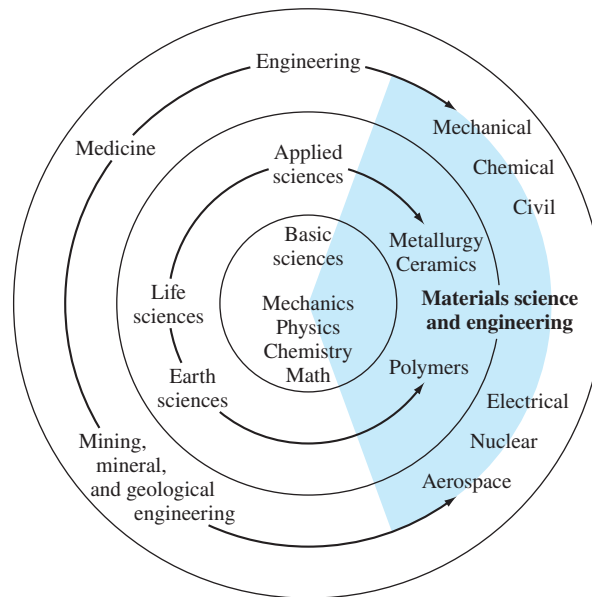 Engineering
Mechanical
Medicine
Applied
sciences
Chemical
Civil
Basic
sciences
Metallurgy
Ceramics
Life
sciences
Mechanics
Physics
Chemistry
Math
Materials science
and engineering
Earth
sciences
Polymers
Electrical
Nuclear
Mining,
mineral,
and geological
engineering
Aerospace